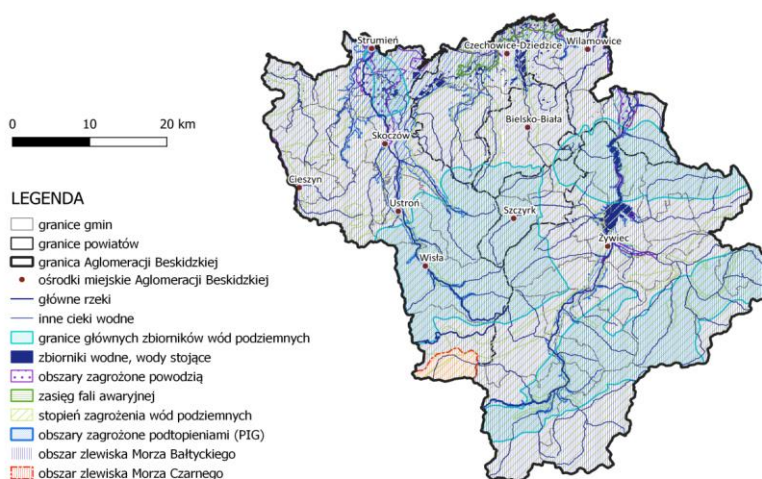 Strumień
Czechowice-Dziedzice
Wilamowice
Bielsko-Biała
Skoczów
Cieszyn
Ustroń
Szczyrk
Żywiec
Wisła
0 10 20 km
LEGENDA
granice gmin
granice powiatów
granica Aglomeracji Beskidzkiej
ośrodki miejskie Aglomeracji Beskidzkiej
główne rzeki
inne cieki wodne
granice głównych zbiorników wód podziemnych
zbiorniki wodne, wody stojące
obszary zagrożone powodzią
zasięg fali awaryjnej
stopień zagrożenia wód podziemnych
obszary zagrożone podtopieniami (PIG)
obszar zlewiska Morza Bałtyckiego
obszar zlewiska Morza Czarnego